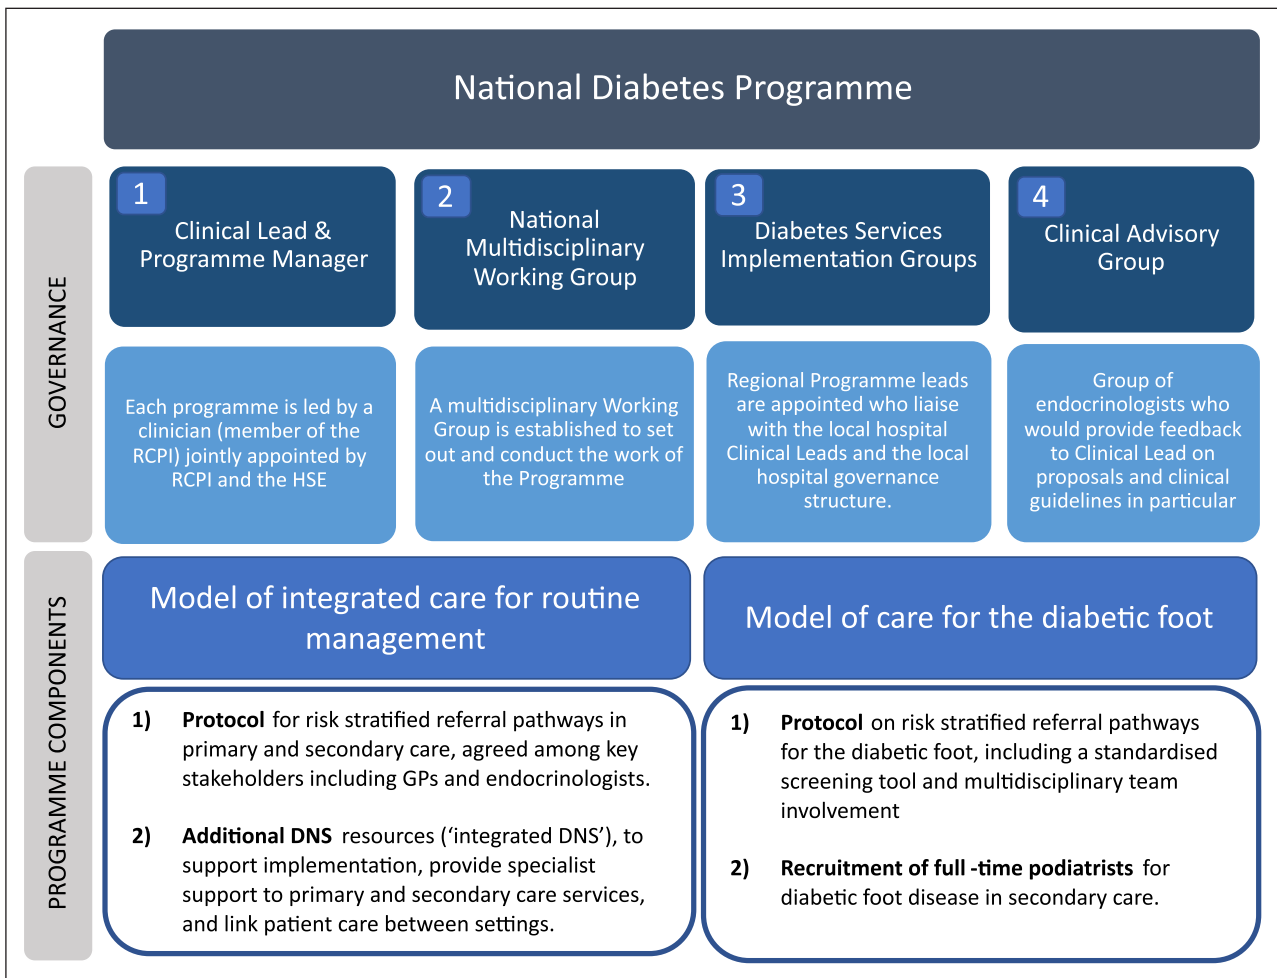 National Diabetes Programme
GOVERNANCE
1
Clinical Lead &
Programme Manager
2
National
Multidisciplinary
Working Group
3
Diabetes Services
Implementation Groups
4
Clinical Advisory
Group
Each programme is led by a
clinician (member of the
RCPI) jointly appointed by
RCPI and the HSE
A multidisciplinary Working
Group is established to set
out and conduct the work of
the Programme
Regional Programme leads
are appointed who liaise
with the local hospital
Clinical Leads and the local
hospital governance
structure.
Group of
endocrinologists who
would provide feedback
to Clinical Lead on
proposals and clinical
guidelines in particular
PROGRAMME COMPONENTS
Model of integrated care for routine
management
1) Protocol for risk stratified referral pathways in
primary and secondary care, agreed among key
stakeholders including GPs and endocrinologists.
2) Additional DNS resources (‘integrated DNS’), to
support implementation, provide specialist
support to primary and secondary care services,
and link patient care between settings.
Model of care for the diabetic foot
1) Protocol on risk stratified referral pathways
for the diabetic foot, including a standardised
screening tool and multidisciplinary team
involvement
2) Recruitment of full -time podiatrists for
diabetic foot disease in secondary care.